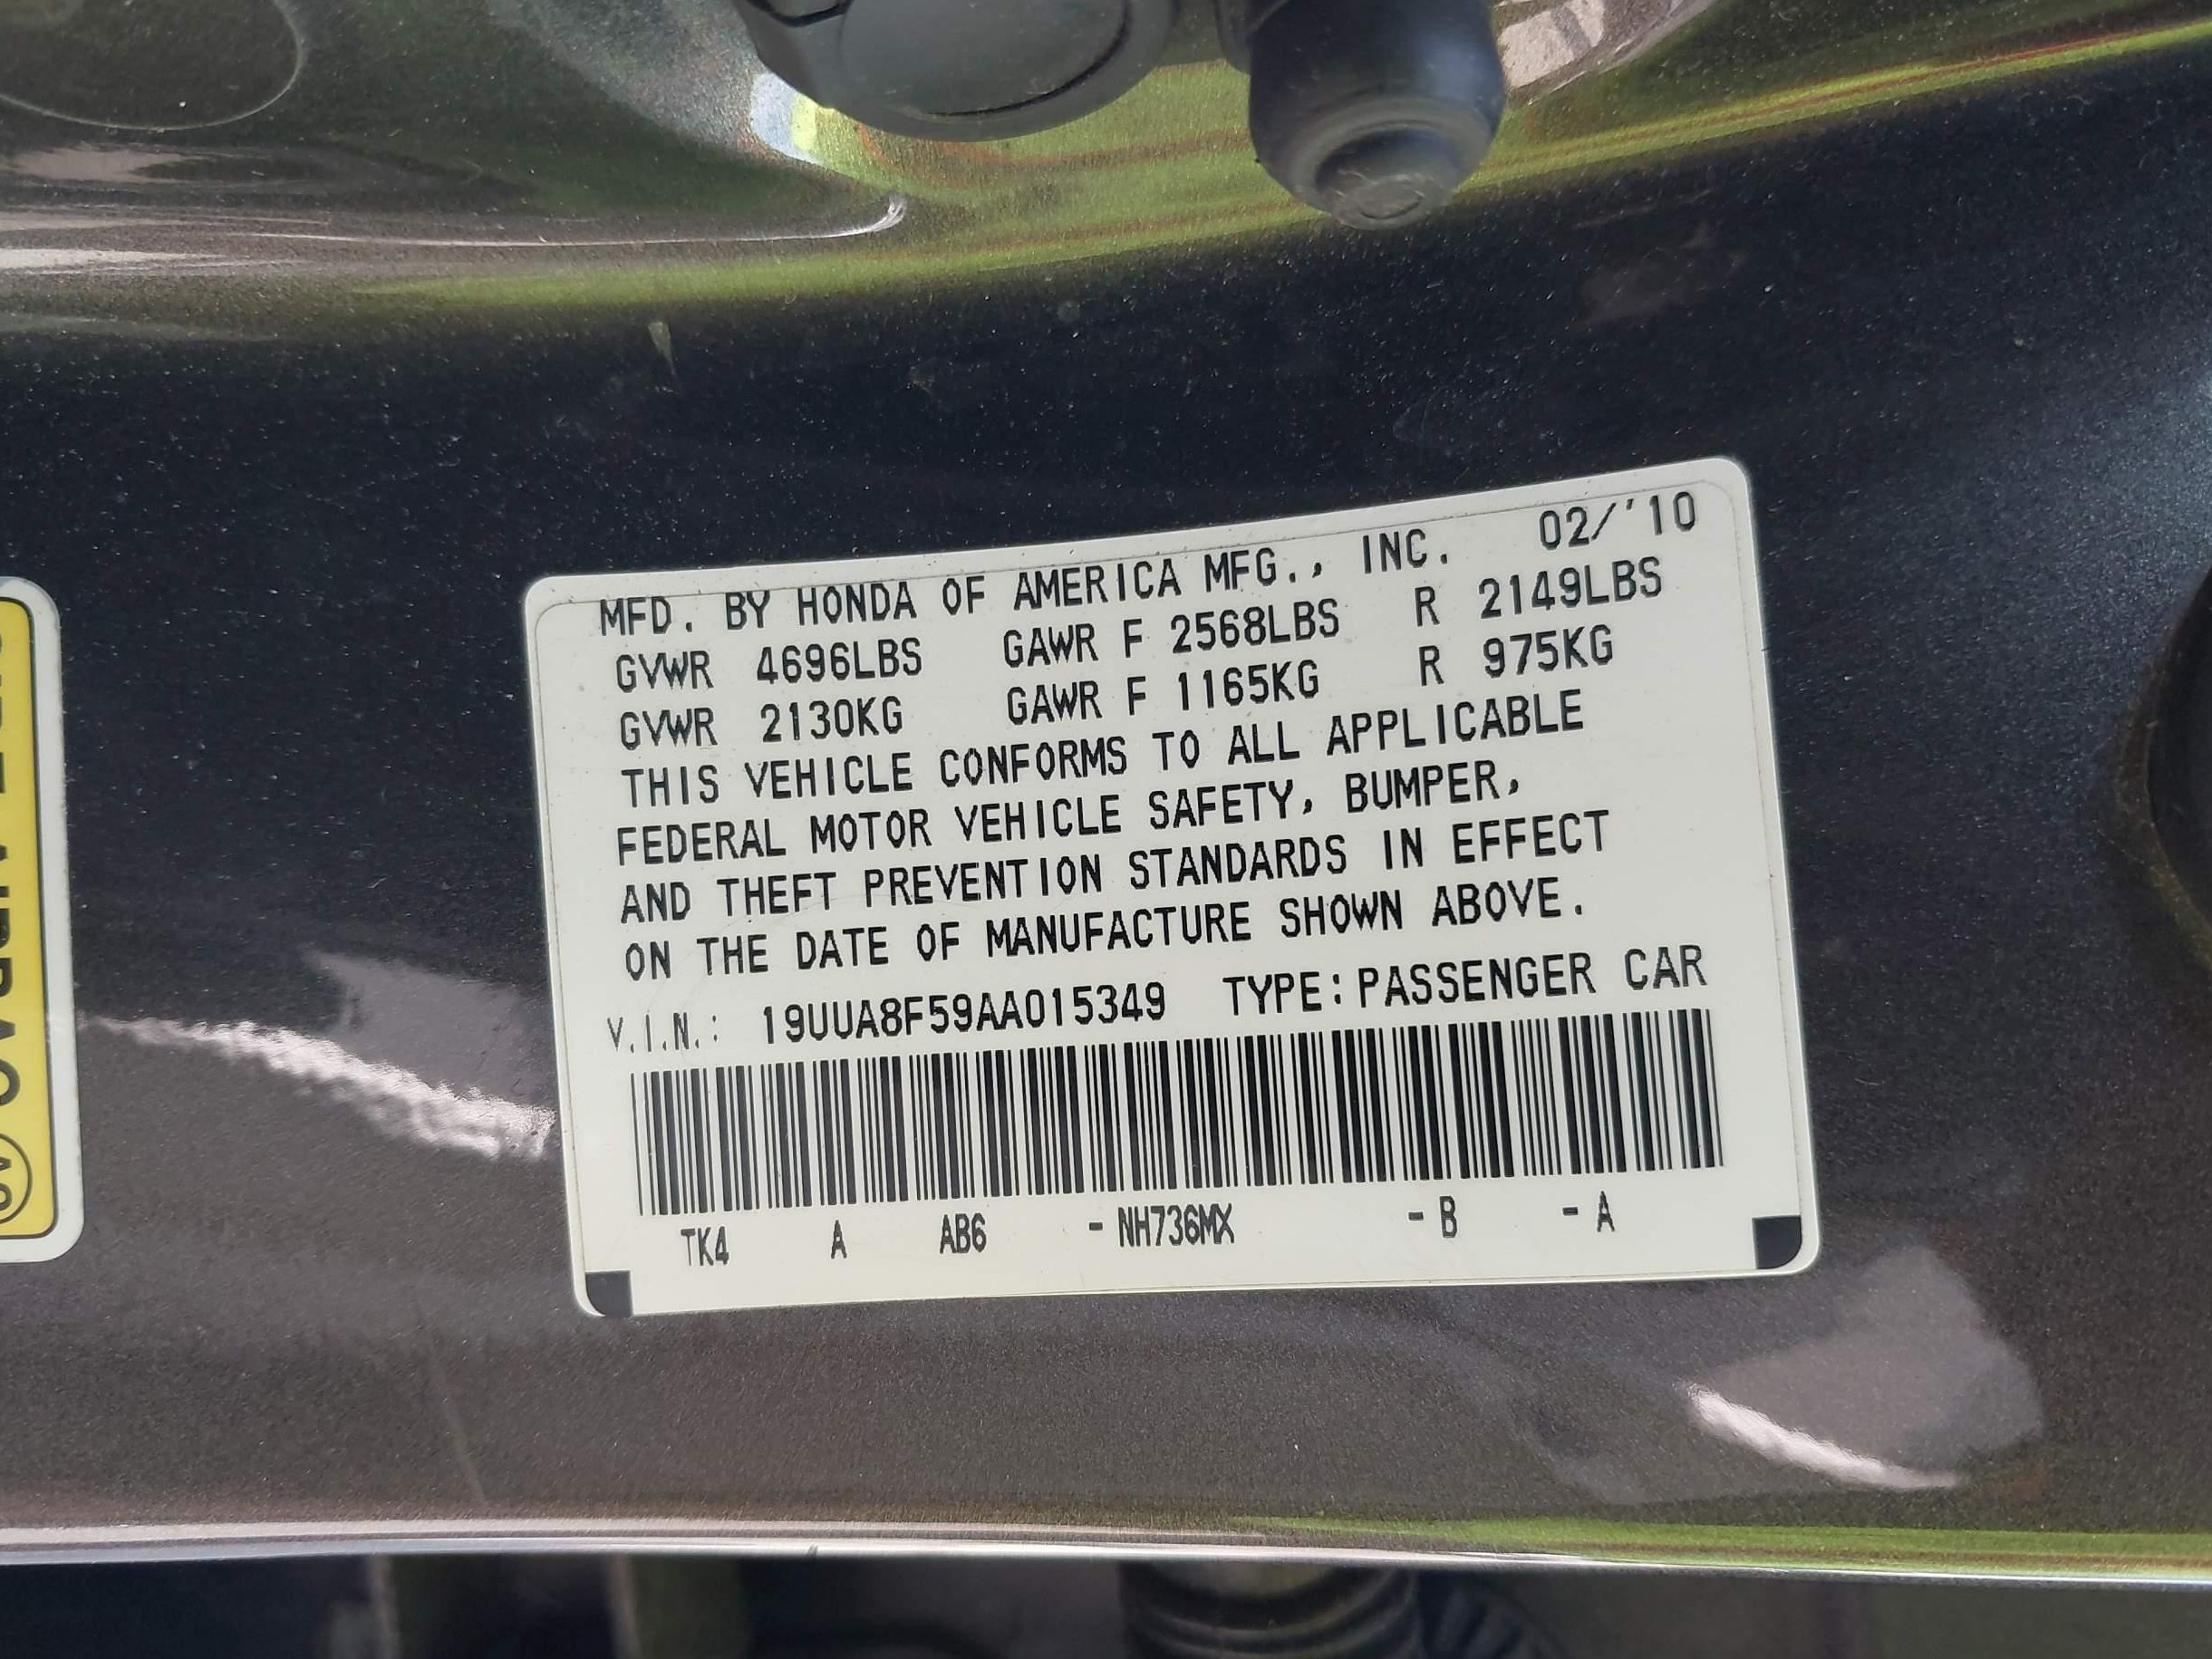 MFD. BY HONDA OF AMERICA MFG., INC. 02/'10
GVWR 4696LBS GAWR F 2568LBS R 2149LBS
GVWR 2130KG GAWR F 1165KG R 975KG
THIS VEHICLE CONFORMS TO ALL APPLICABLE
FEDERAL MOTOR VEHICLE SAFETY, BUMPER,
AND THEFT PREVENTION STANDARDS IN EFFECT
ON THE DATE OF MANUFACTURE SHOWN ABOVE.
V.I.N.: 19UUA8F59AA015349 TYPE:PASSENGER CAR
TK4 A AB6 -NH736MX -B -A